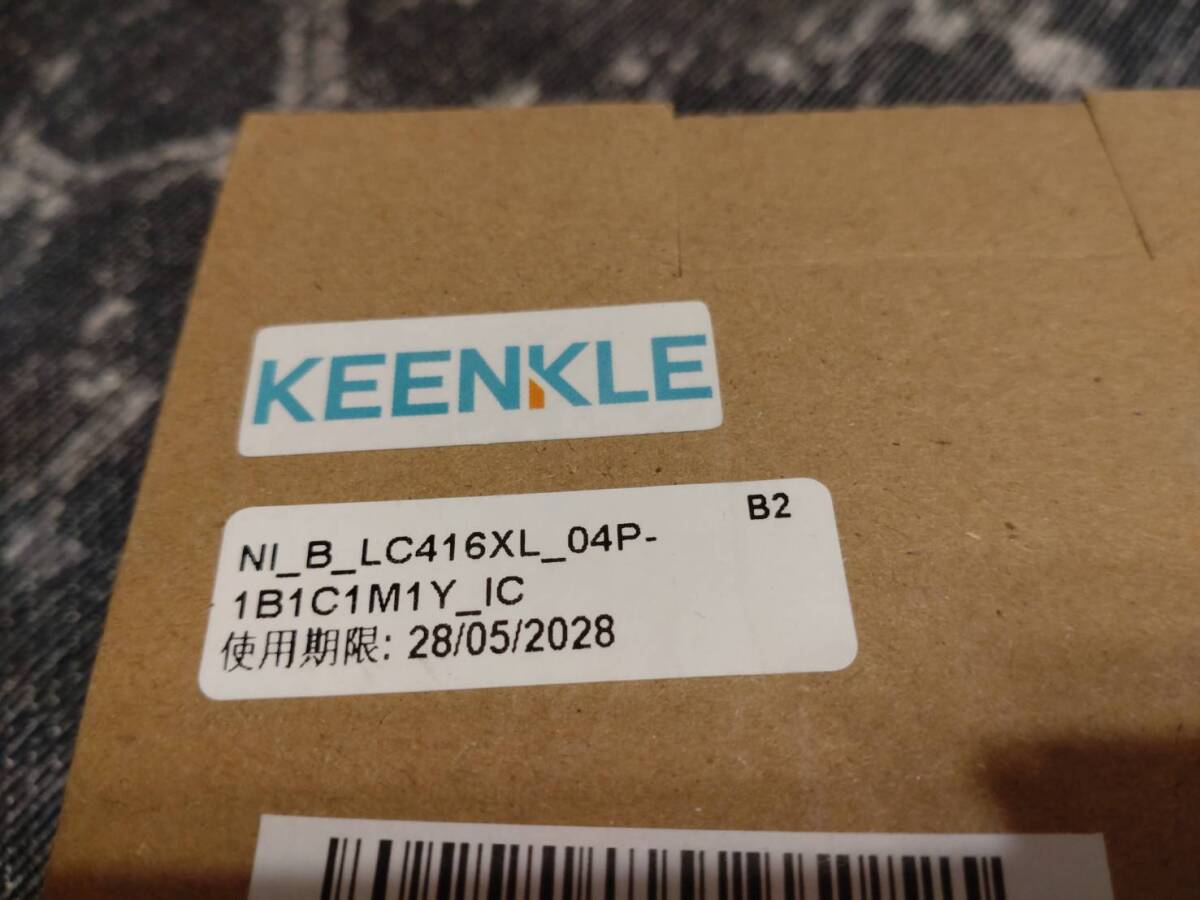 KEENKLE
B2
NI_B_LC416XL_04P-
1B1C1M1Y_IC
使用期限: 28/05/2028